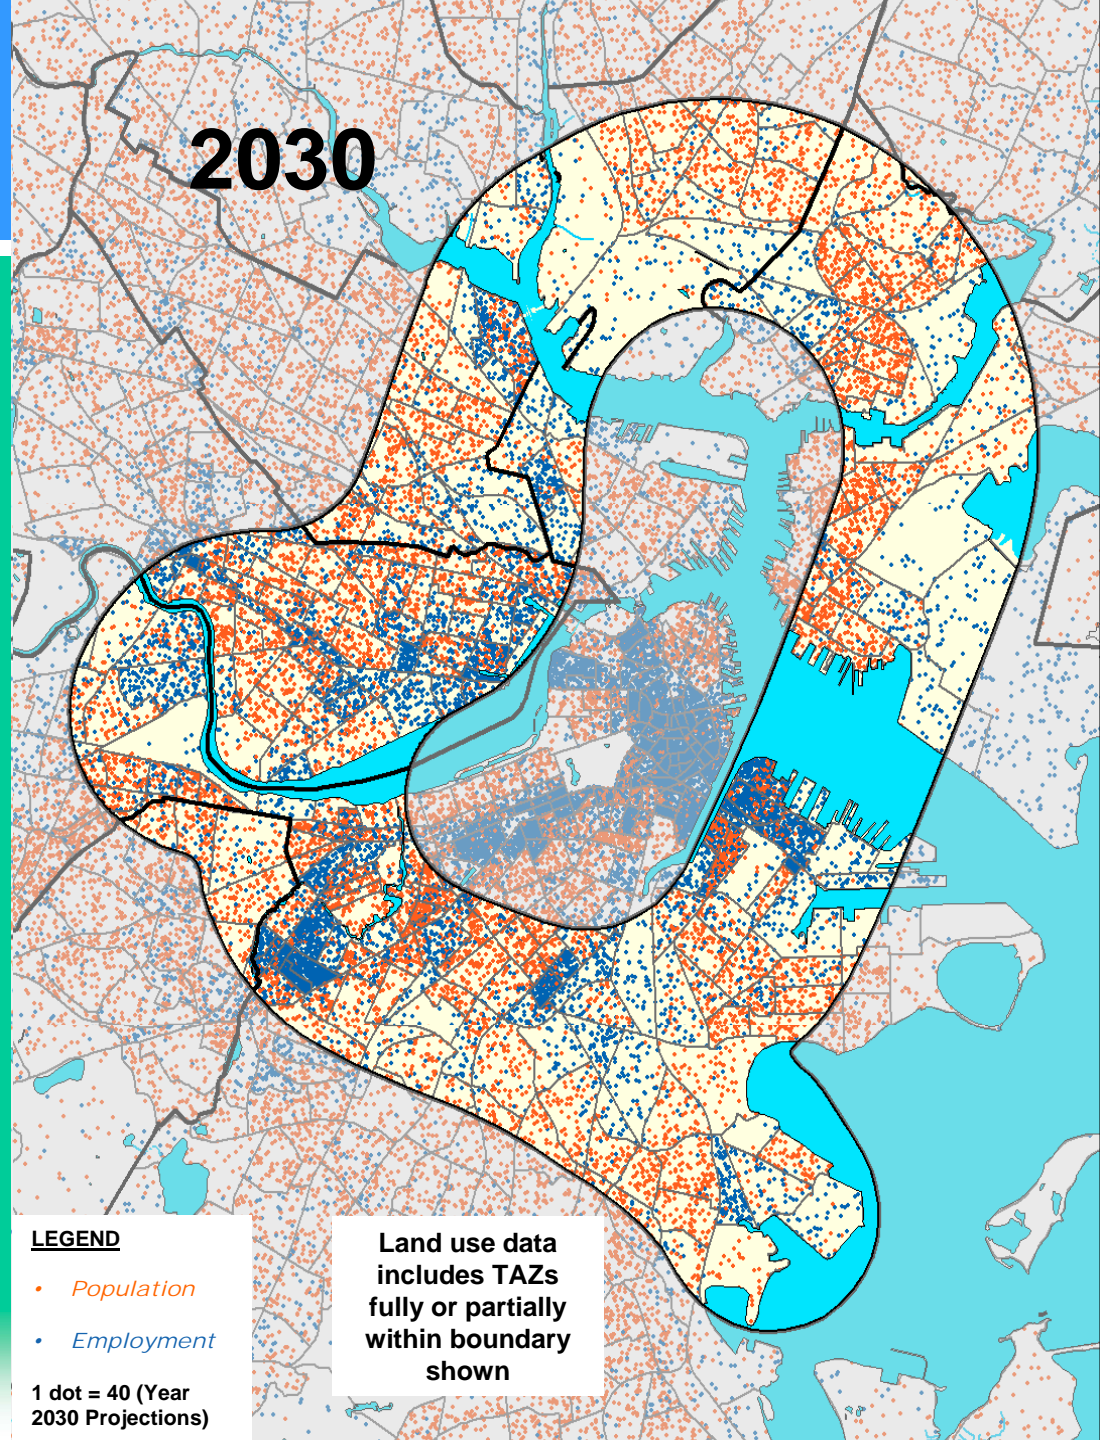 2030
LEGEND
• Population
• Employment
1 dot = 40 (Year
2030 Projections)
Land use data
includes TAZs
fully or partially
within boundary
shown